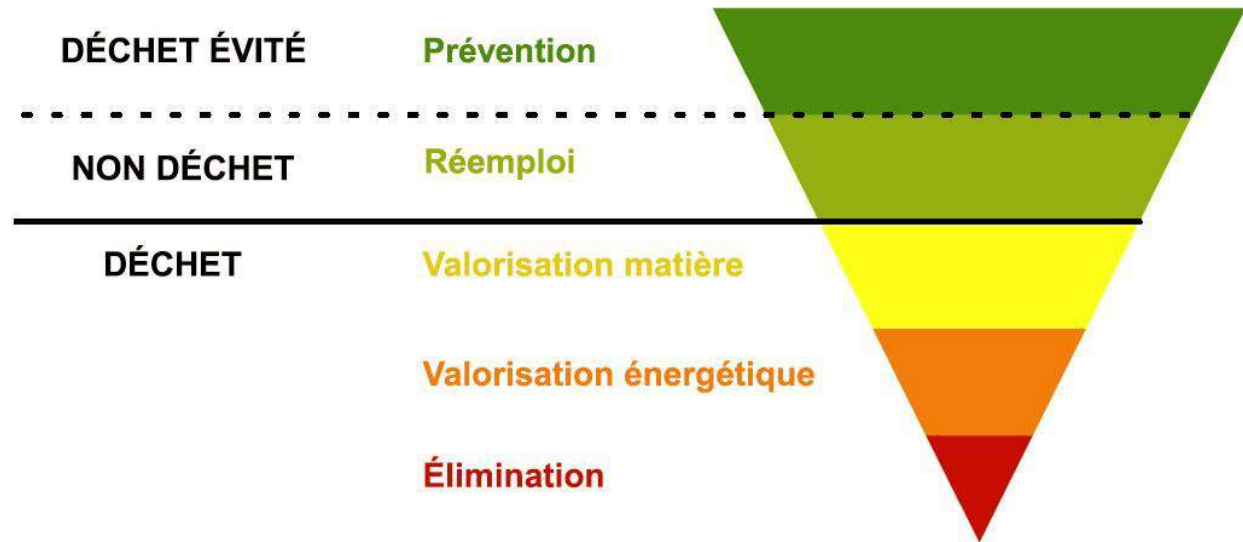 DÉCHET ÉVITÉ Prévention
NON DÉCHET Réemploi
DÉCHET Valorisation matière
Valorisation énergétique
Élimination